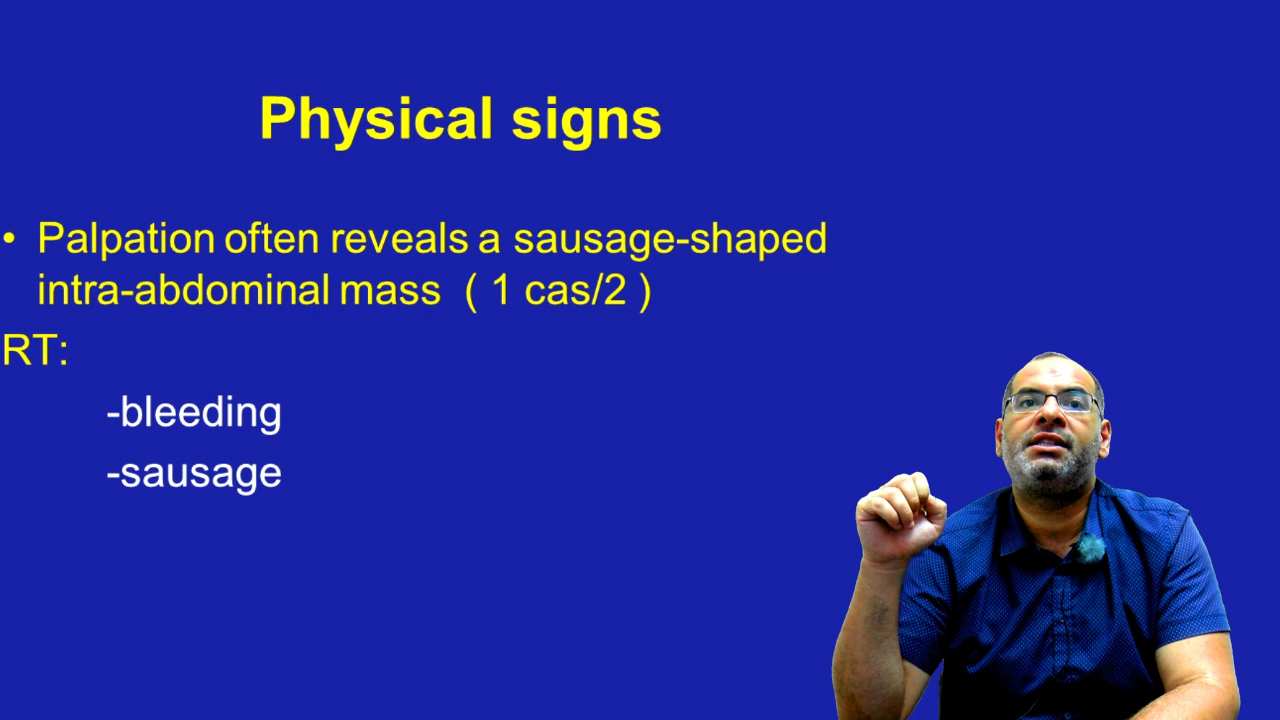 Physical signs
• Palpation often reveals a sausage-shaped
intra-abdominal mass ( 1 cas/2 )
RT:
-bleeding
-sausage